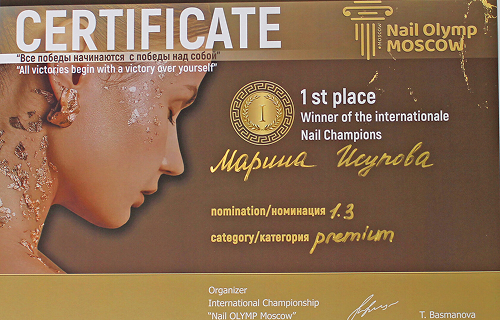 CERTIFICATE
"Все победы начинаются с победы над собой"
"All victories begin with a victory over yourself"
#MOSCOW
Nail Olymp
MOSCOW
1
1 st place
Winner of the internationale
Nail Champions
Марина Исупова
nomination/номинация 1.3
category/категория premium
Organizer
International Championship
"Nail OLYMP Moscow"
T. Basmanova